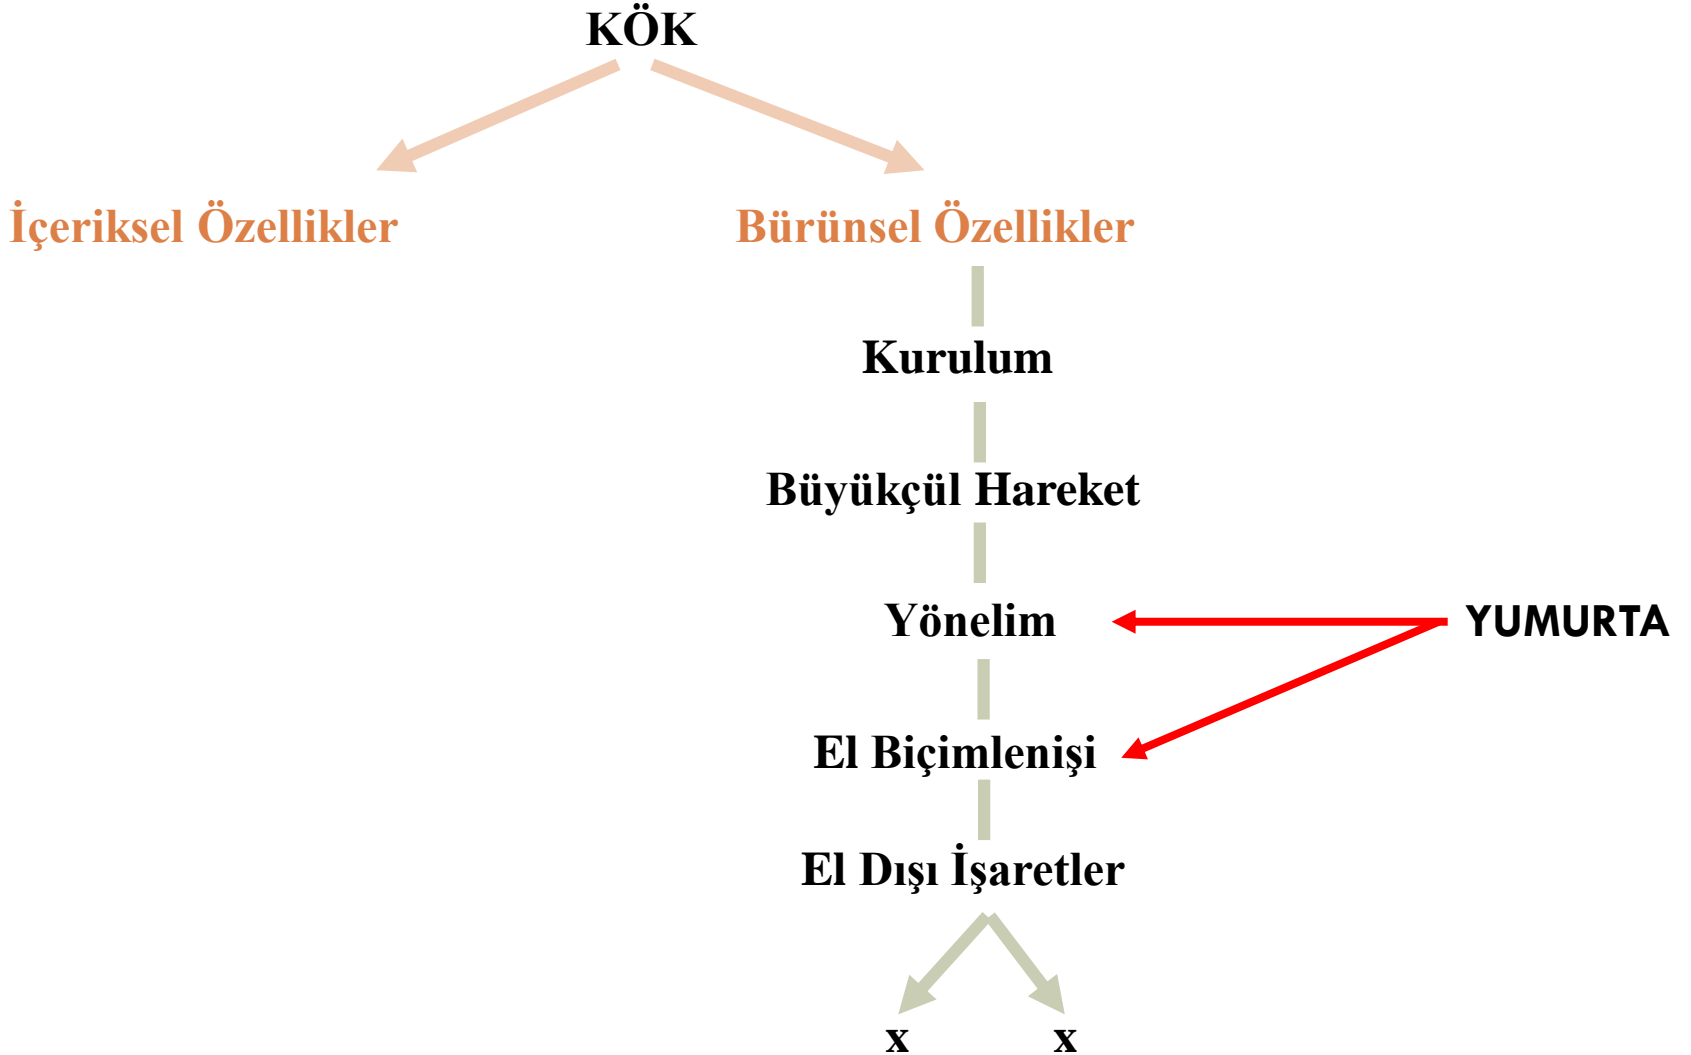 KÖK
İçeriksel Özellikler
Bürünsel Özellikler
Kurulum
Büyükçül Hareket
Yönelim
YUMURTA
El Biçimlenişi
El Dışı İşaretler
x
x